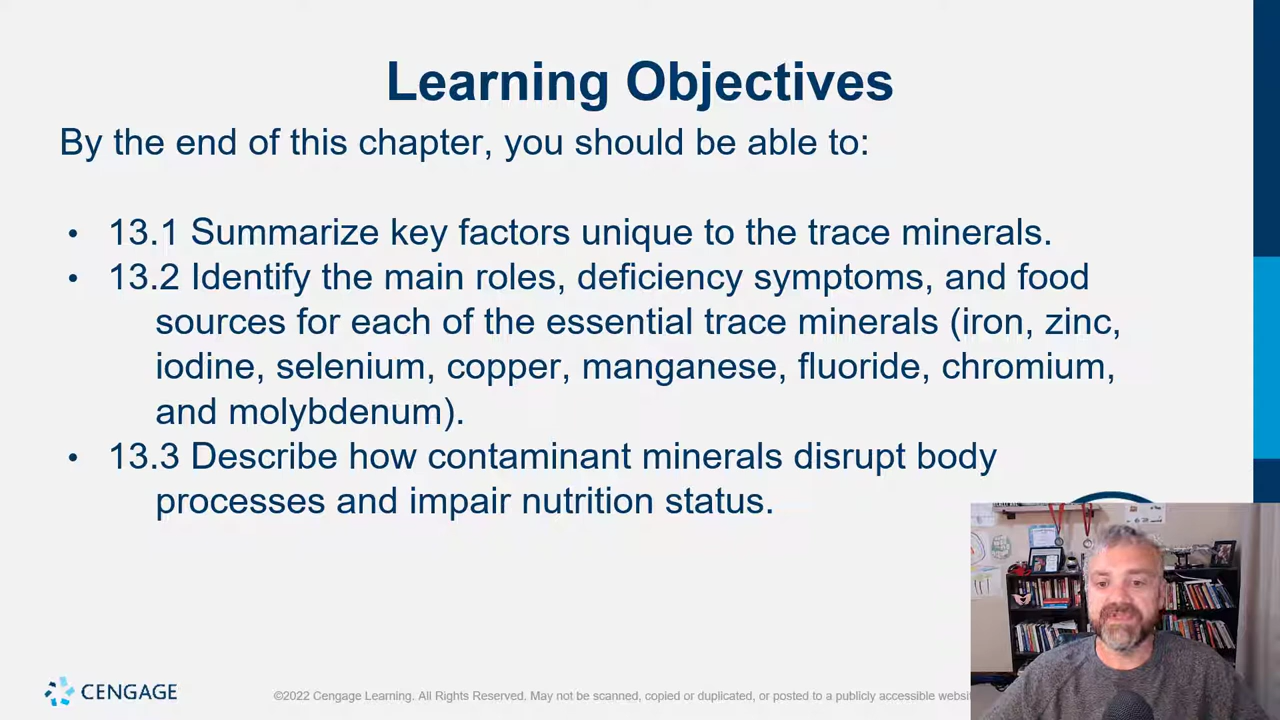 Learning Objectives
By the end of this chapter, you should be able to:
• 13.1 Summarize key factors unique to the trace minerals.
• 13.2 Identify the main roles, deficiency symptoms, and food
sources for each of the essential trace minerals (iron, zinc,
iodine, selenium, copper, manganese, fluoride, chromium,
and molybdenum).
• 13.3 Describe how contaminant minerals disrupt body
processes and impair nutrition status.
CENGAGE
©2022 Cengage Learning. All Rights Reserved. May not be scanned, copied or duplicated, or posted to a publicly accessible